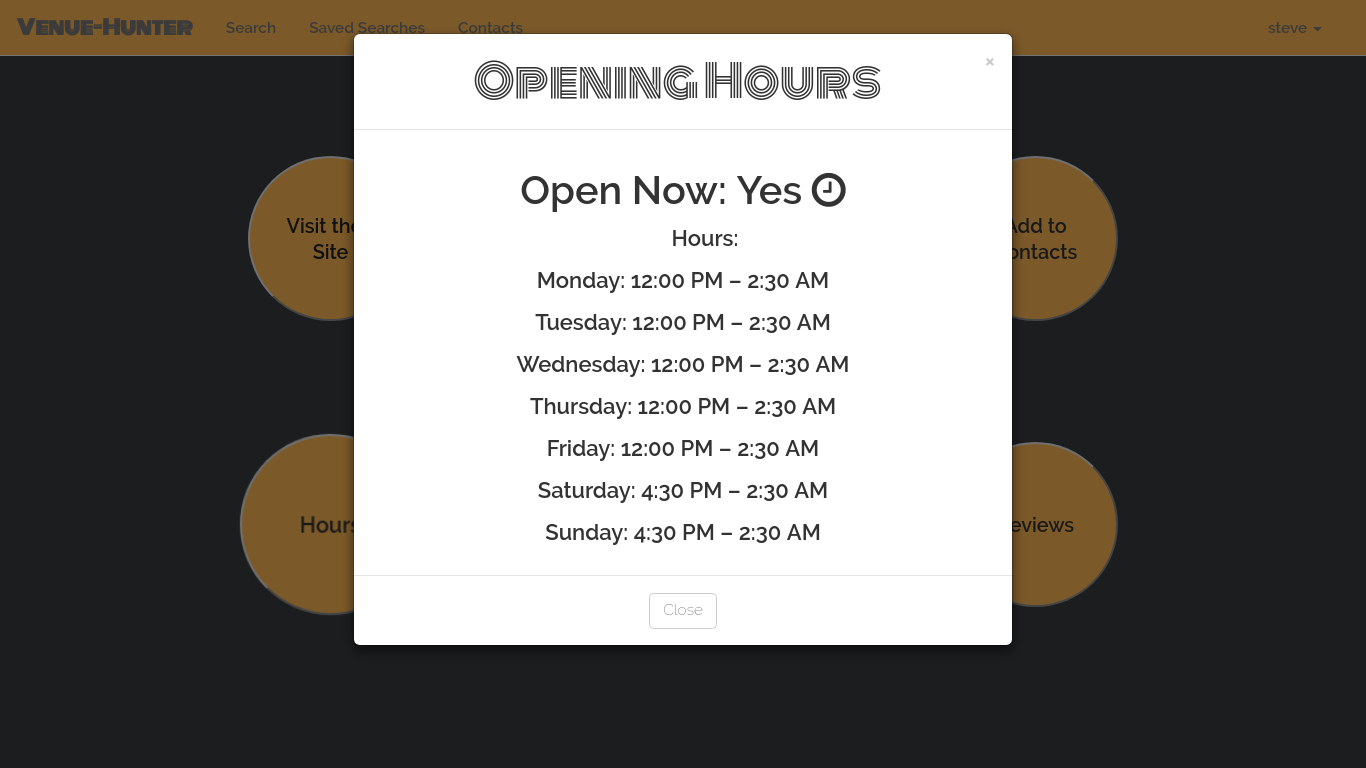 Venue-Hunter
Search
Saved Searches
Contacts
steve
×
Opening Hours
Open Now: Yes
Hours:
Monday: 12:00 PM – 2:30 AM
Tuesday: 12:00 PM – 2:30 AM
Wednesday: 12:00 PM – 2:30 AM
Thursday: 12:00 PM – 2:30 AM
Friday: 12:00 PM – 2:30 AM
Saturday: 4:30 PM – 2:30 AM
Sunday: 4:30 PM – 2:30 AM
Close
Visit the
Site
Add to
ontacts
Hours
eviews